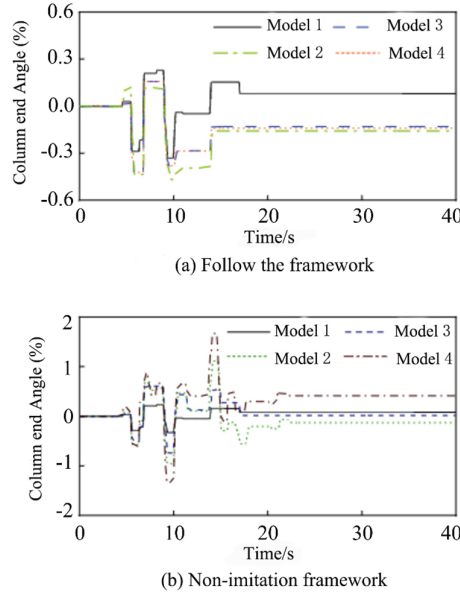 0.6
Model 1
Model 3
Model 2
Model 4
0.3
0.0
-0.3
-0.6
Column end Angle (%)
0
10
20
30
40
Time/s
(a) Follow the framework
2
Model 1
Model 3
Model 2
Model 4
1
0
-1
-2
Column end Angle (%)
0
10
20
30
40
Time/s
(b) Non-imitation framework